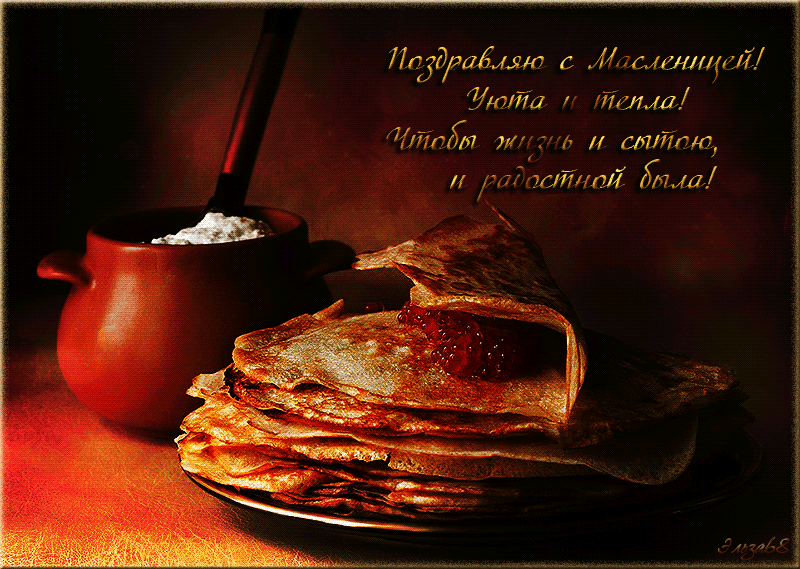 Поздравляю с Масленицей!
Уюта и тепла!
Чтобы жизнь и сытою,
и радостной была!